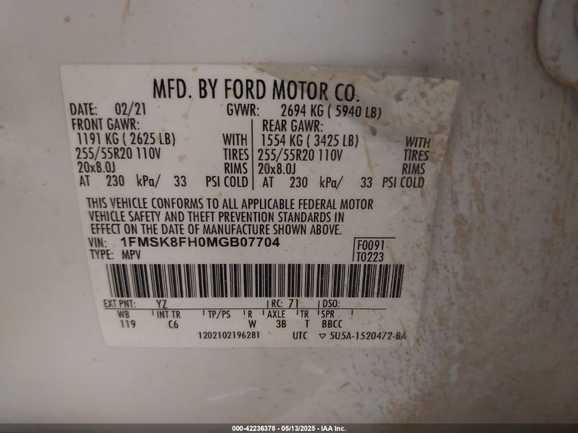 MFD. BY FORD MOTOR CO.
DATE: 02/21 GVWR: 2694 KG ( 5940 LB)
FRONT GAWR: REAR GAWR:
1191 KG ( 2625 LB) WITH 1554 KG ( 3425 LB) WITH
255/55R20 110V TIRES 255/55R20 110V TIRES
20x8.0J RIMS 20x8.0J RIMS
AT 230 kPa/ 33 PSI COLD AT 230 kPa/ 33 PSI COLD
THIS VEHICLE CONFORMS TO ALL APPLICABLE FEDERAL MOTOR
VEHICLE SAFETY AND THEFT PREVENTION STANDARDS IN
EFFECT ON THE DATE OF MANUFACTURE SHOWN ABOVE.
VIN: 1FMSK8FH0MGB07704 F0091
TYPE: MPV T0223
EXT PNT: YZ RC: 71 DSO:
WB INT TR TP/PS R AXLE TR SPR
119 C6 W 3B T BBCC
1202102196281 UTC ▽ 5U5A-1520472-BA
000-42236378 - 05/13/2025 - IAA Inc.